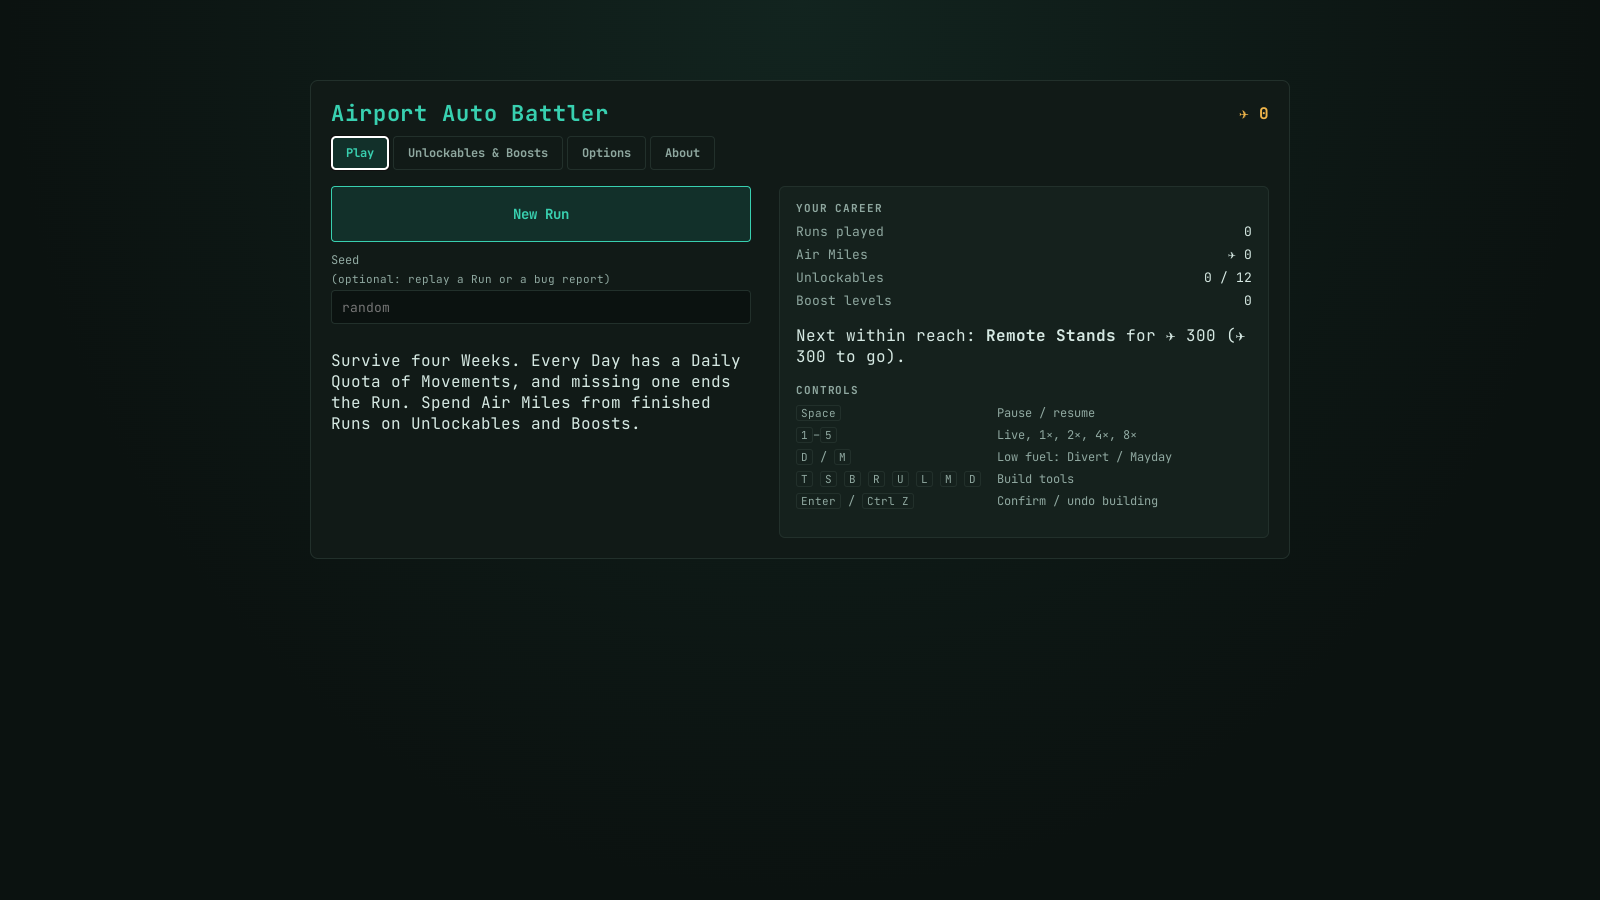 Airport Auto Battler
✈ 0
Play
Unlockables & Boosts
Options
About
New Run
Seed
(optional: replay a Run or a bug report)
random
Survive four Weeks. Every Day has a Daily
Quota of Movements, and missing one ends
the Run. Spend Air Miles from finished
Runs on Unlockables and Boosts.
YOUR CAREER
Runs played 0
Air Miles ✈ 0
Unlockables 0 / 12
Boost levels 0
Next within reach: Remote Stands for ✈ 300 (✈
300 to go).
CONTROLS
Space Pause / resume
1–5 Live, 1×, 2×, 4×, 8×
D / M Low fuel: Divert / Mayday
T S B R U L M D Build tools
Enter / Ctrl Z Confirm / undo building